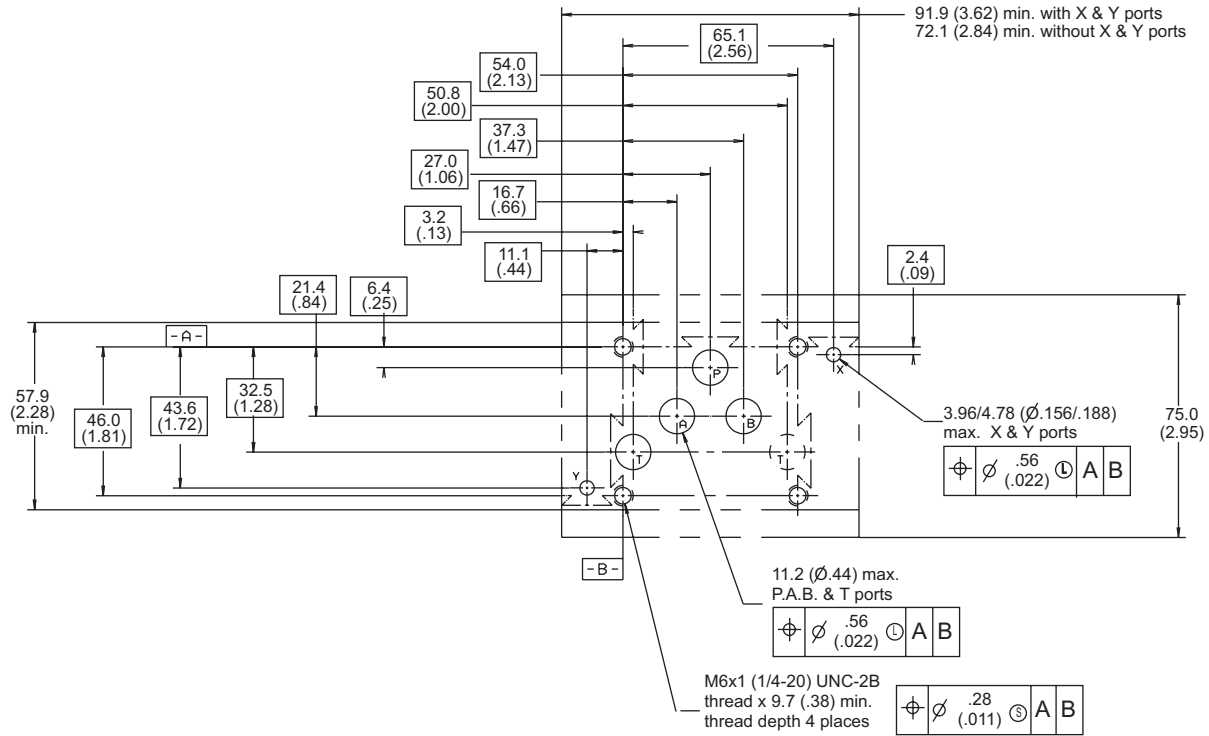 91.9 (3.62) min. with X & Y ports
72.1 (2.84) min. without X & Y ports
65.1
(2.56)
54.0
(2.13)
50.8
(2.00)
37.3
(1.47)
27.0
(1.06)
16.7
(.66)
3.2
(.13)
11.1
(.44)
2.4
(.09)
21.4
(.84)
6.4
(.25)
-A-
57.9
(2.28)
min.
46.0
(1.81)
43.6
(1.72)
32.5
(1.28)
P
X
A
B
T
T
Y
3.96/4.78 (Ø.156/.188)
max. X & Y ports
⌖ Ø .56 Ⓛ A B
(.022)
75.0
(2.95)
-B-
11.2 (Ø.44) max.
P.A.B. & T ports
⌖ Ø .56 Ⓛ A B
(.022)
M6x1 (1/4-20) UNC-2B
thread x 9.7 (.38) min.
thread depth 4 places
⌖ Ø .28 Ⓢ A B
(.011)